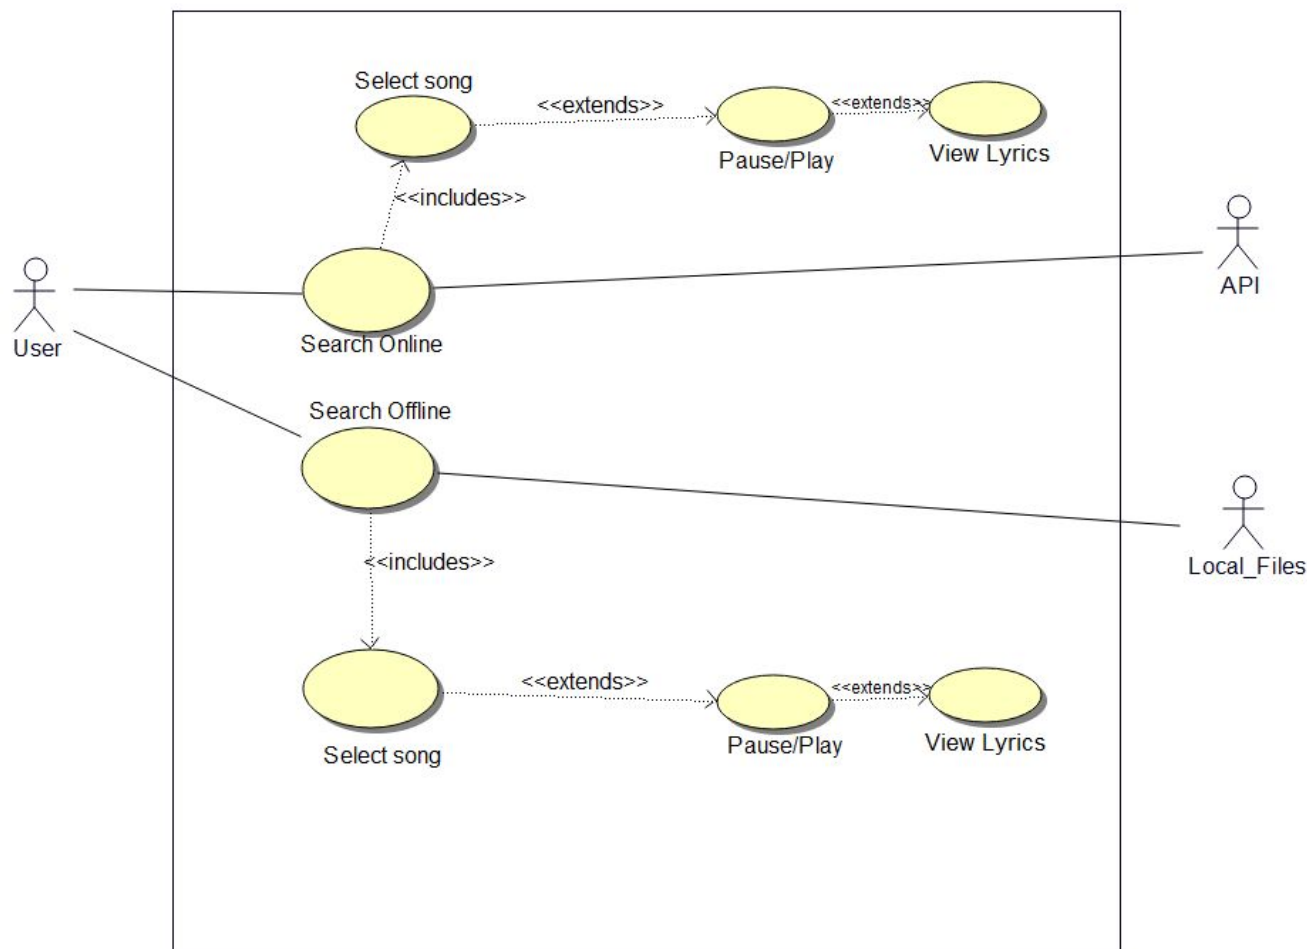 Select song
<<extends>>
<<extends>>
Pause/Play
View Lyrics
<<includes>>
API
User
Search Online
Search Offline
<<includes>>
Local_Files
<<extends>>
<<extends>>
Select song
Pause/Play
View Lyrics